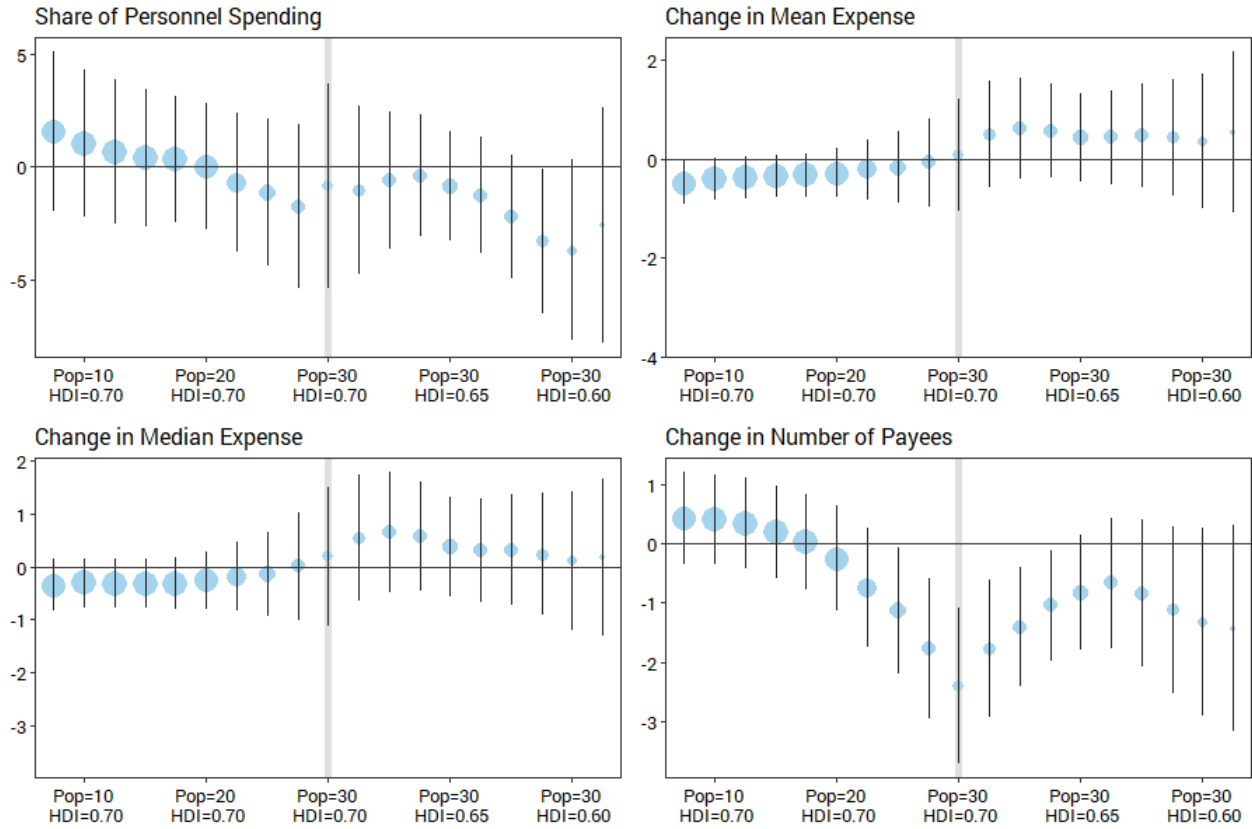 Share of Personnel Spending
5
0
-5
Pop=10 Pop=20 Pop=30 Pop=30 Pop=30
HDI=0.70 HDI=0.70 HDI=0.70 HDI=0.65 HDI=0.60
Change in Mean Expense
2
0
-2
-4
Pop=10 Pop=20 Pop=30 Pop=30 Pop=30
HDI=0.70 HDI=0.70 HDI=0.70 HDI=0.65 HDI=0.60
Change in Median Expense
2
1
0
-1
-2
-3
Pop=10 Pop=20 Pop=30 Pop=30 Pop=30
HDI=0.70 HDI=0.70 HDI=0.70 HDI=0.65 HDI=0.60
Change in Number of Payees
1
0
-1
-2
-3
Pop=10 Pop=20 Pop=30 Pop=30 Pop=30
HDI=0.70 HDI=0.70 HDI=0.70 HDI=0.65 HDI=0.60